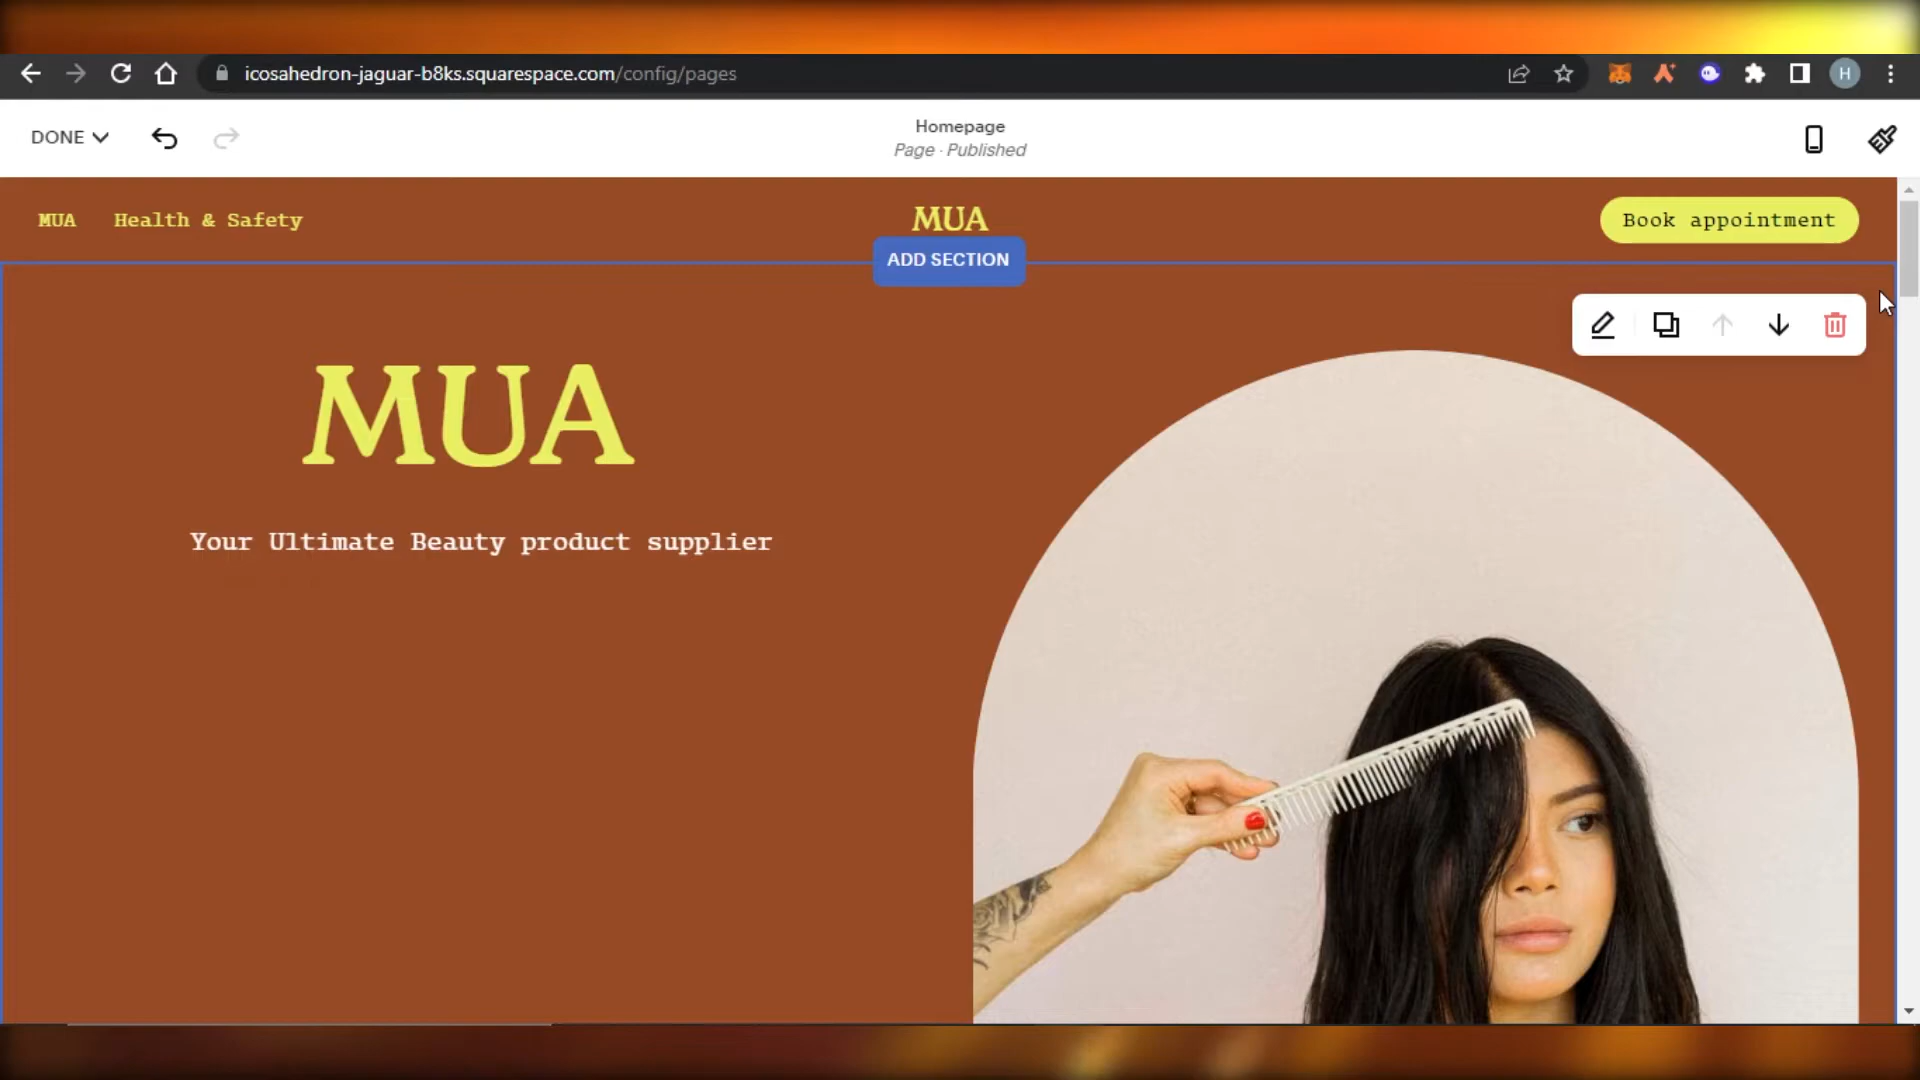 icosahedron-jaguar-b8ks.squarespace.com/config/pages
H
DONE
Homepage
Page · Published
MUA
Health & Safety
MUA
Book appointment
ADD SECTION
MUA
Your Ultimate Beauty product supplier